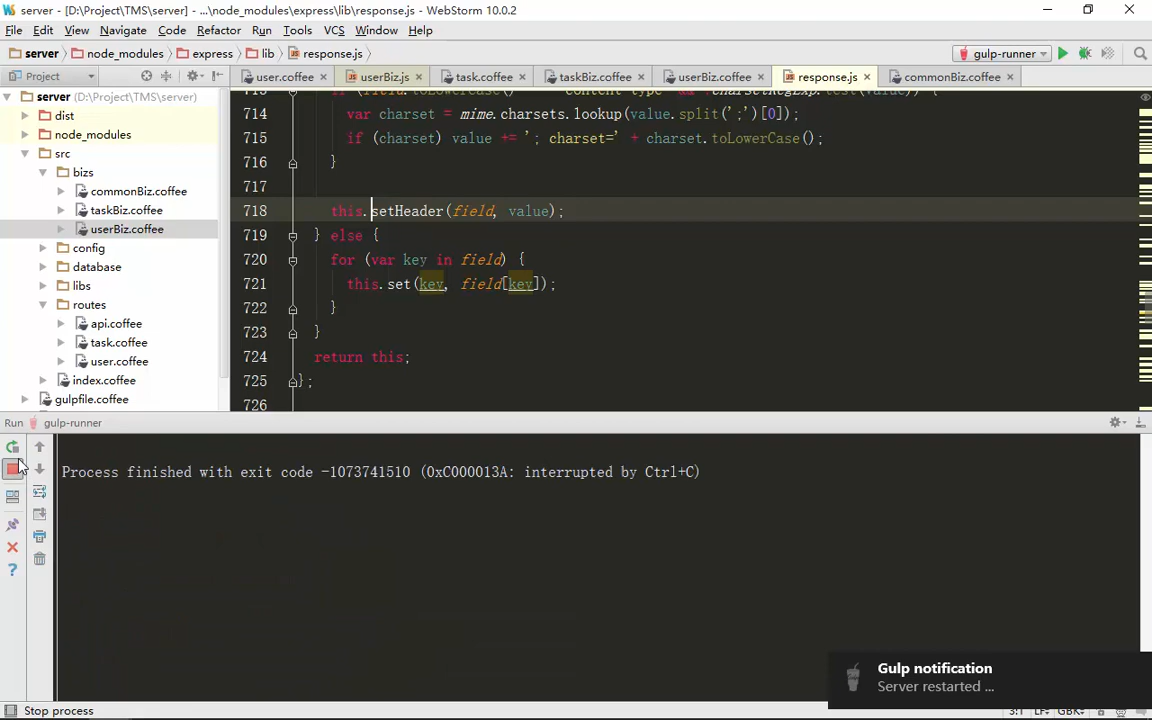 server - [D:\Project\TMS\server] - ...\node_modules\express\lib\response.js - WebStorm 10.0.2
File Edit View Navigate Code Refactor Run Tools VCS Window Help
server node_modules express lib response.js gulp-runner
Project user.coffee userBiz.js task.coffee taskBiz.coffee userBiz.coffee response.js commonBiz.coffee
server (D:\Project\TMS\server)
dist
node_modules
src
bizs
commonBiz.coffee
taskBiz.coffee
userBiz.coffee
config
database
libs
routes
api.coffee
task.coffee
user.coffee
index.coffee
gulpfile.coffee
714 var charset = mime.charsets.lookup(value.split(';')[0]);
715 if (charset) value += '; charset=' + charset.toLowerCase();
716 }
717
718 this.setHeader(field, value);
719 } else {
720 for (var key in field) {
721 this.set(key, field[key]);
722 }
723 }
724 return this;
725 };
726
Run gulp-runner
Process finished with exit code -1073741510 (0xC000013A: interrupted by Ctrl+C)
Gulp notification
Server restarted ...
Stop process 3:1 LF÷ GBK÷